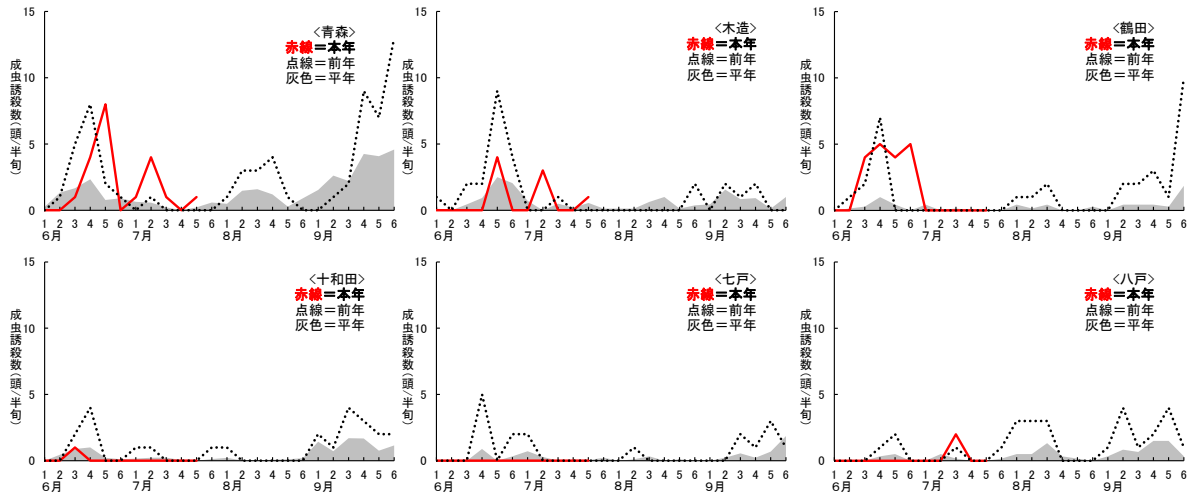 <青森>
赤線＝本年
点線＝前年
灰色＝平年
成虫誘殺数(頭/半旬)
15
10
5
0
1 2 3 4 5 6 1 2 3 4 5 6 1 2 3 4 5 6 1 2 3 4 5 6
6月 7月 8月 9月
<木造>
赤線＝本年
点線＝前年
灰色＝平年
成虫誘殺数(頭/半旬)
15
10
5
0
1 2 3 4 5 6 1 2 3 4 5 6 1 2 3 4 5 6 1 2 3 4 5 6
6月 7月 8月 9月
<鶴田>
赤線＝本年
点線＝前年
灰色＝平年
成虫誘殺数(頭/半旬)
15
10
5
0
1 2 3 4 5 6 1 2 3 4 5 6 1 2 3 4 5 6 1 2 3 4 5 6
6月 7月 8月 9月
<十和田>
赤線＝本年
点線＝前年
灰色＝平年
成虫誘殺数(頭/半旬)
15
10
5
0
1 2 3 4 5 6 1 2 3 4 5 6 1 2 3 4 5 6 1 2 3 4 5 6
6月 7月 8月 9月
<七戸>
赤線＝本年
点線＝前年
灰色＝平年
成虫誘殺数(頭/半旬)
15
10
5
0
1 2 3 4 5 6 1 2 3 4 5 6 1 2 3 4 5 6 1 2 3 4 5 6
6月 7月 8月 9月
<八戸>
赤線＝本年
点線＝前年
灰色＝平年
成虫誘殺数(頭/半旬)
15
10
5
0
1 2 3 4 5 6 1 2 3 4 5 6 1 2 3 4 5 6 1 2 3 4 5 6
6月 7月 8月 9月